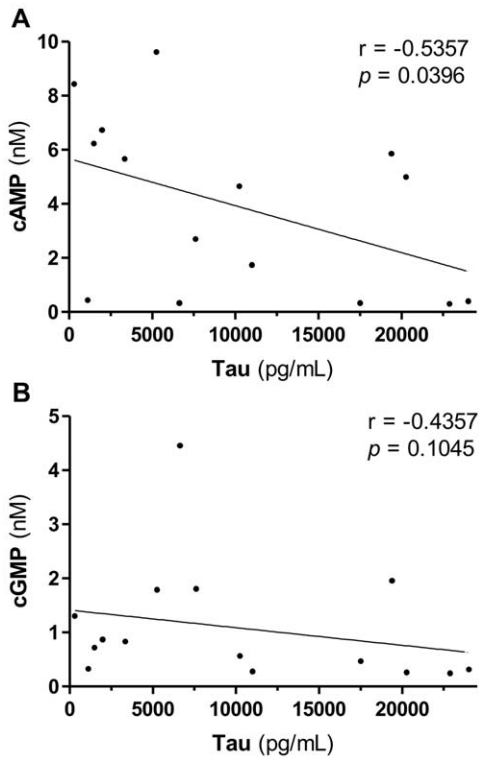 A
r = -0.5357
p = 0.0396
10
8
6
4
2
0
cAMP (nM)
0 5000 10000 15000 20000
Tau (pg/mL)
B
r = -0.4357
p = 0.1045
5
4
3
2
1
0
cGMP (nM)
0 5000 10000 15000 20000
Tau (pg/mL)